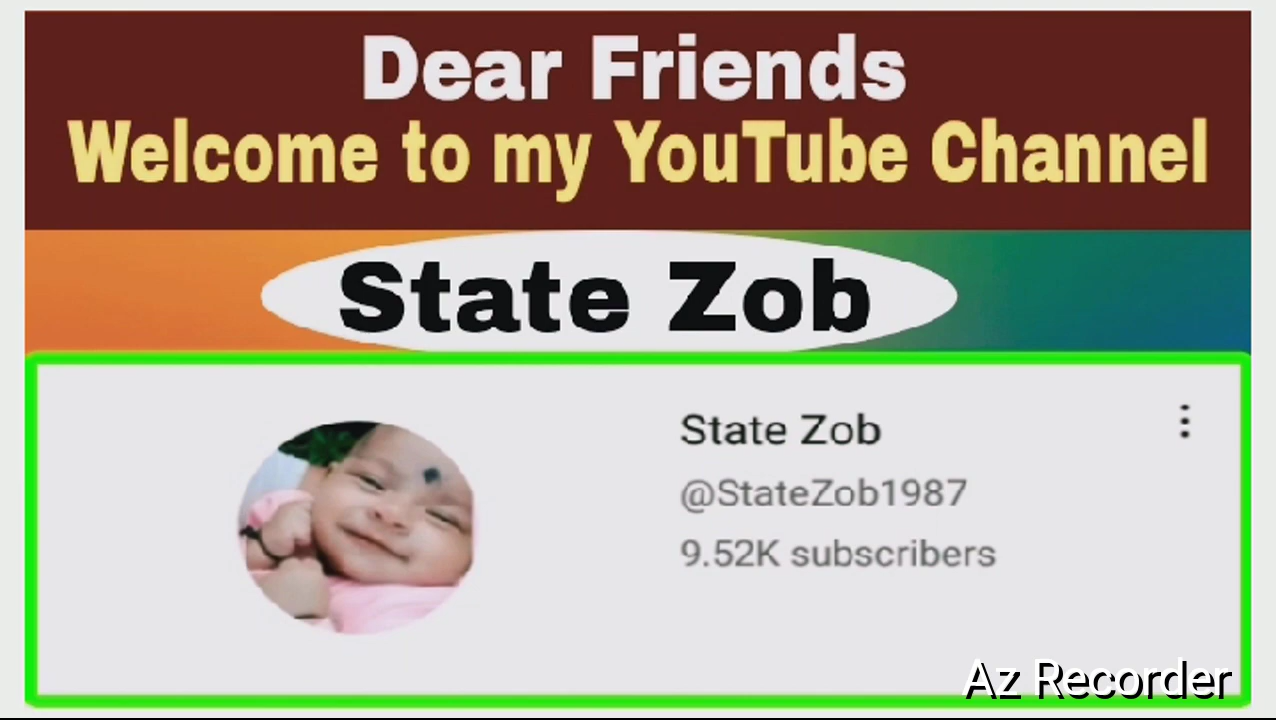 Dear Friends
Welcome to my YouTube Channel
State Zob
State Zob
@StateZob1987
9.52K subscribers
Az Recorder